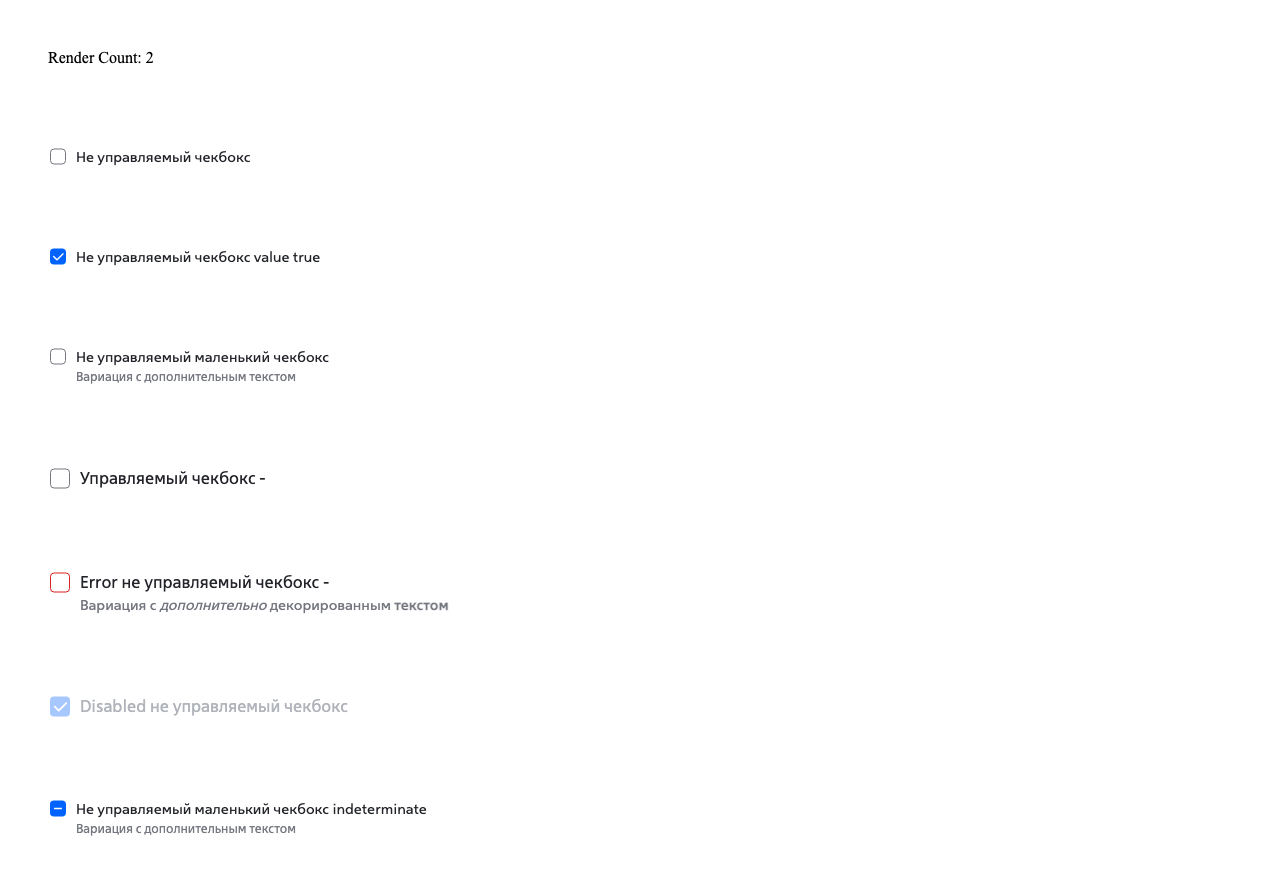 Render Count: 2
Не управляемый чекбокс
Не управляемый чекбокс value true
Не управляемый маленький чекбокс
Вариация с дополнительным текстом
Управляемый чекбокс -
Error не управляемый чекбокс -
Вариация с дополнительно декорированным текстом
Disabled не управляемый чекбокс
Не управляемый маленький чекбокс indeterminate
Вариация с дополнительным текстом